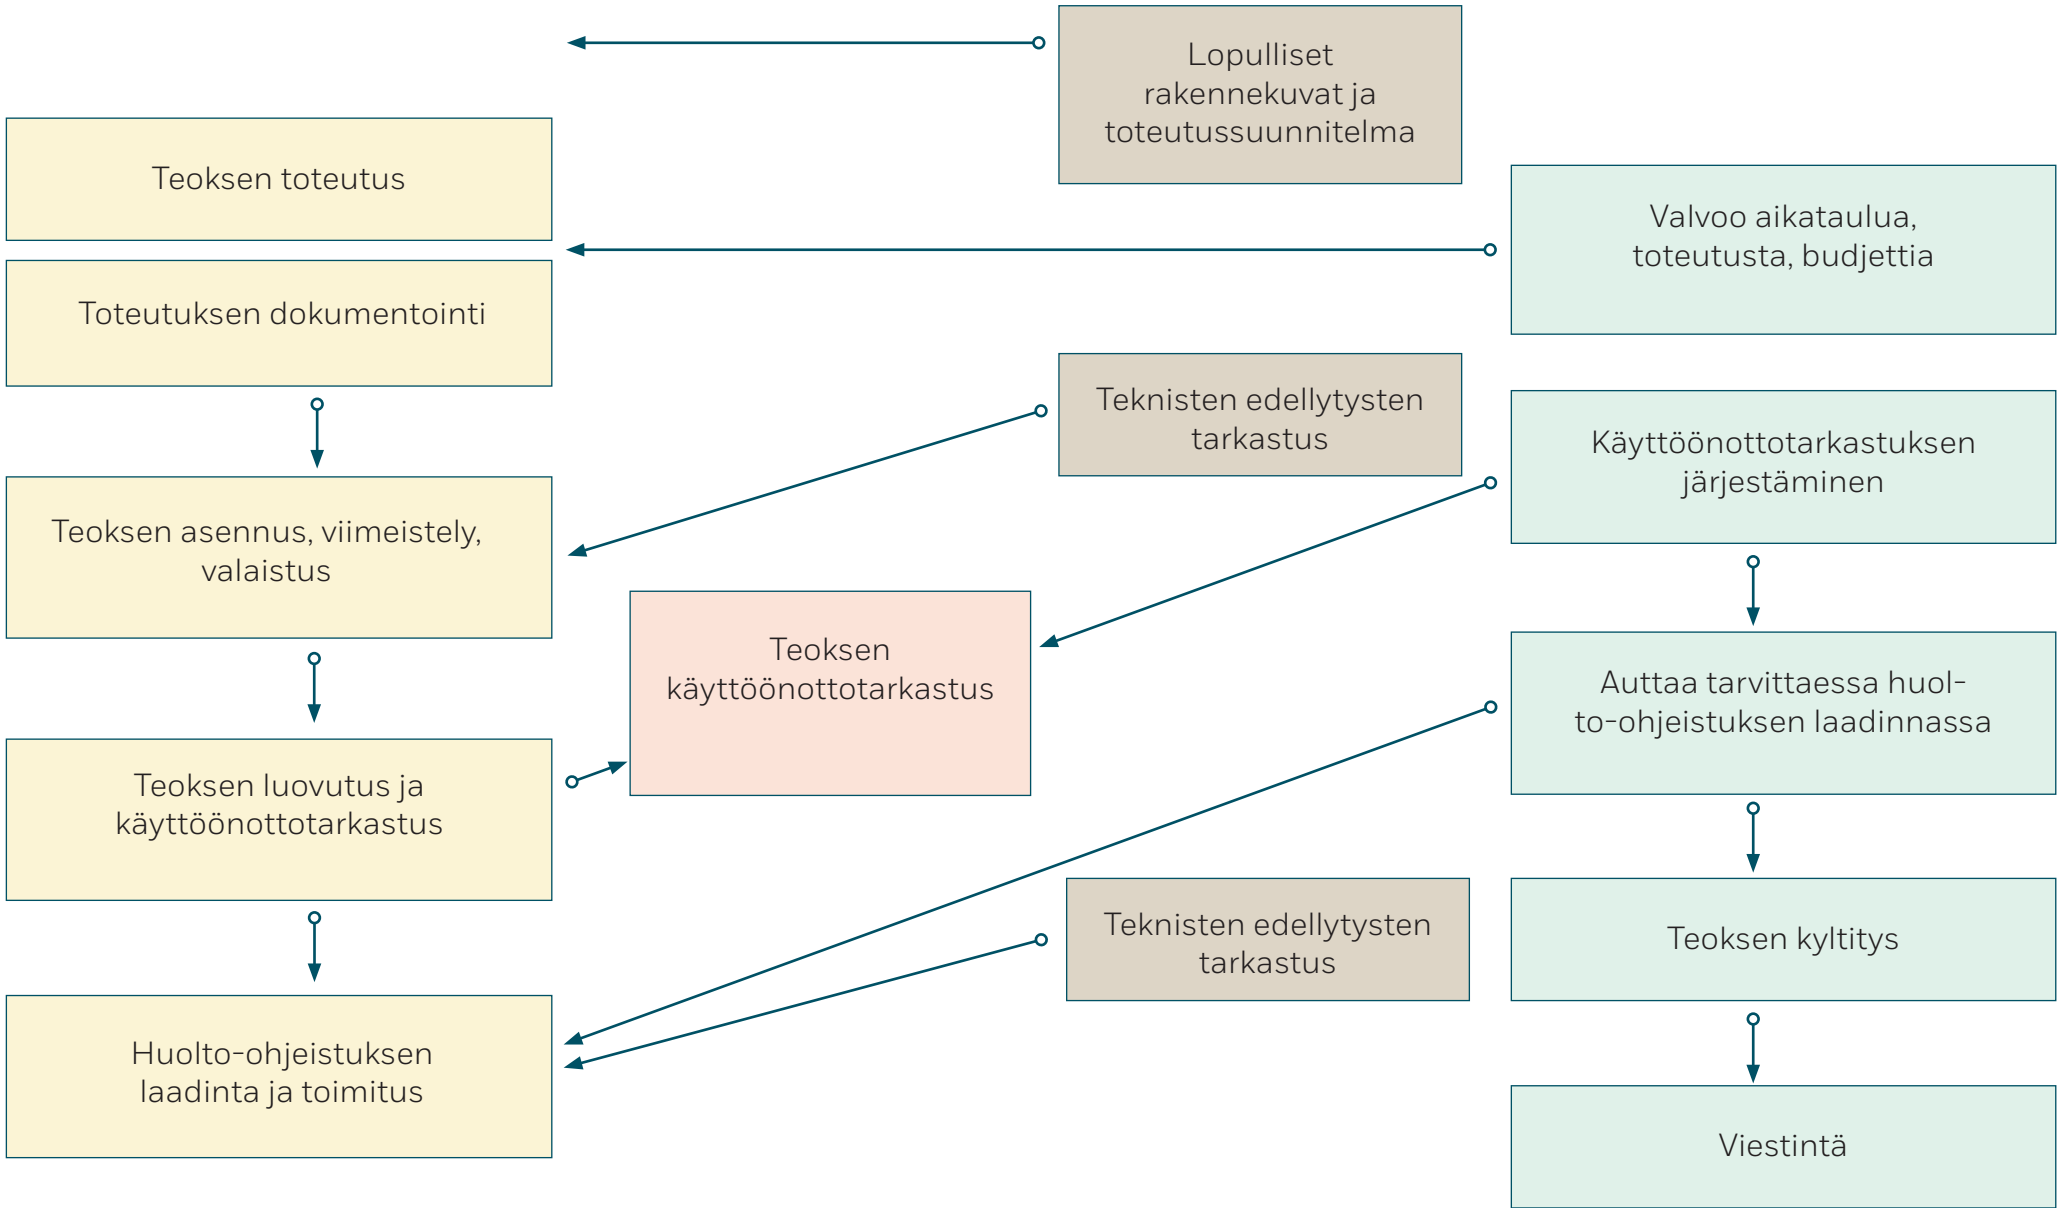 Lopulliset
rakennekuvat ja
toteutussuunnitelma
Teoksen toteutus
Valvoo aikataulua,
toteutusta, budjettia
Toteutuksen dokumentointi
Teknisten edellytysten
tarkastus
Käyttöönottotarkastuksen
järjestäminen
Teoksen asennus, viimeistely,
valaistus
Teoksen
käyttöönottotarkastus
Auttaa tarvittaessa huol-
to-ohjeistuksen laadinnassa
Teoksen luovutus ja
käyttöönottotarkastus
Teknisten edellytysten
tarkastus
Teoksen kyltitys
Huolto-ohjeistuksen
laadinta ja toimitus
Viestintä